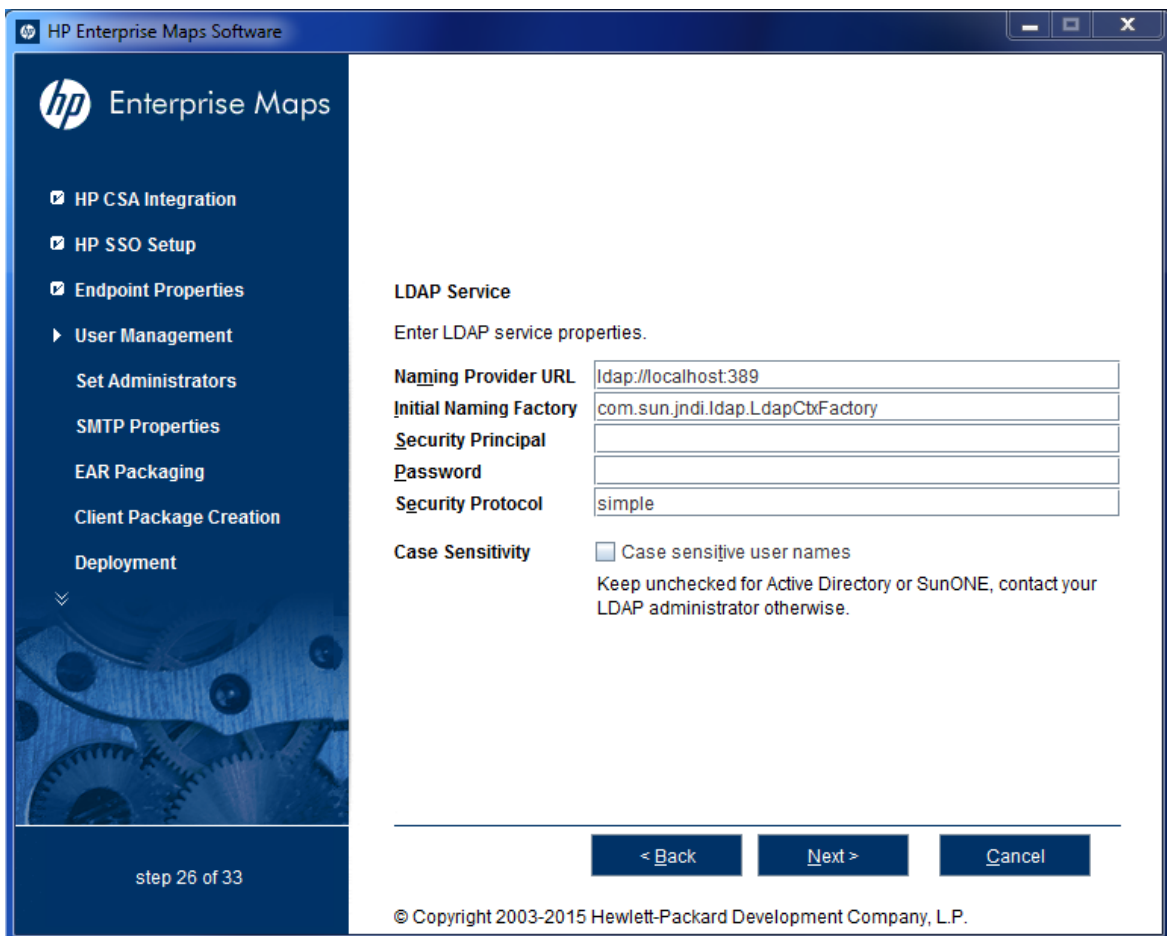 HP Enterprise Maps Software
hp Enterprise Maps
HP CSA Integration
HP SSO Setup
Endpoint Properties
User Management
Set Administrators
SMTP Properties
EAR Packaging
Client Package Creation
Deployment
step 26 of 33
LDAP Service
Enter LDAP service properties.
Naming Provider URL ldap://localhost:389
Initial Naming Factory com.sun.jndi.ldap.LdapCtxFactory
Security Principal
Password
Security Protocol simple
Case Sensitivity Case sensitive user names
Keep unchecked for Active Directory or SunONE, contact your
LDAP administrator otherwise.
< Back Next > Cancel
© Copyright 2003-2015 Hewlett-Packard Development Company, L.P.